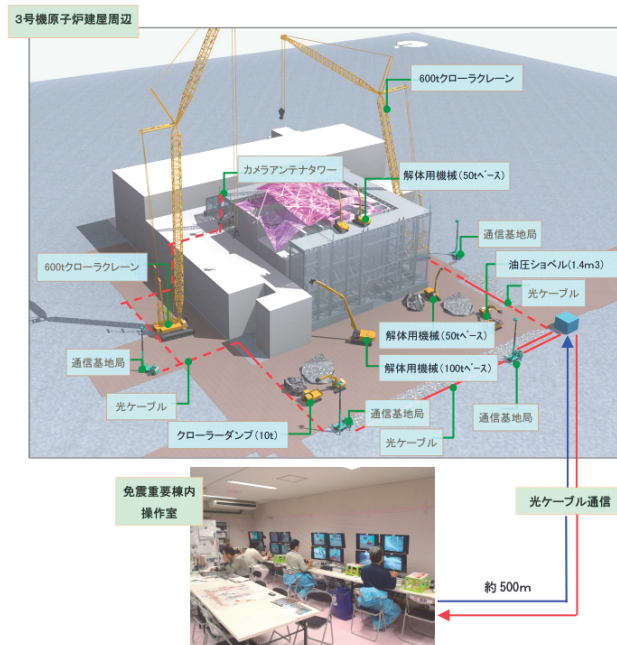 3号機原子炉建屋周辺
600tクローラクレーン
カメラアンテナタワー
解体用機械(50tベース)
通信基地局
油圧ショベル(1.4m3)
600tクローラクレーン
光ケーブル
解体用機械(50tベース)
解体用機械(100tベース)
通信基地局
通信基地局
光ケーブル
通信基地局
クローラーダンプ(10t)
光ケーブル
免震重要棟内
操作室
光ケーブル通信
約500m